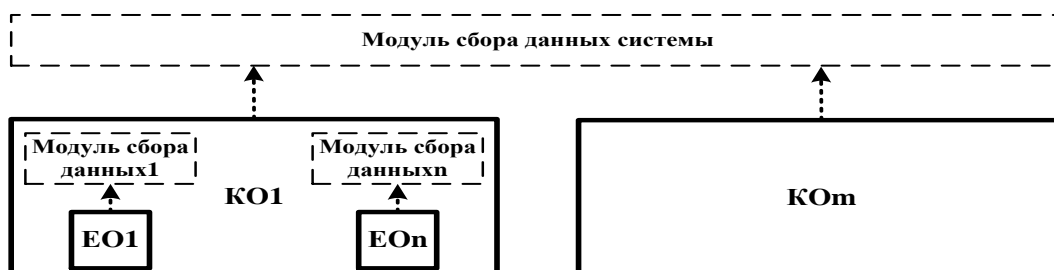 Модуль сбора данных системы
Модуль сбора
данных1
Модуль сбора
данныхn
КО1
КОm
ЕО1
ЕОn